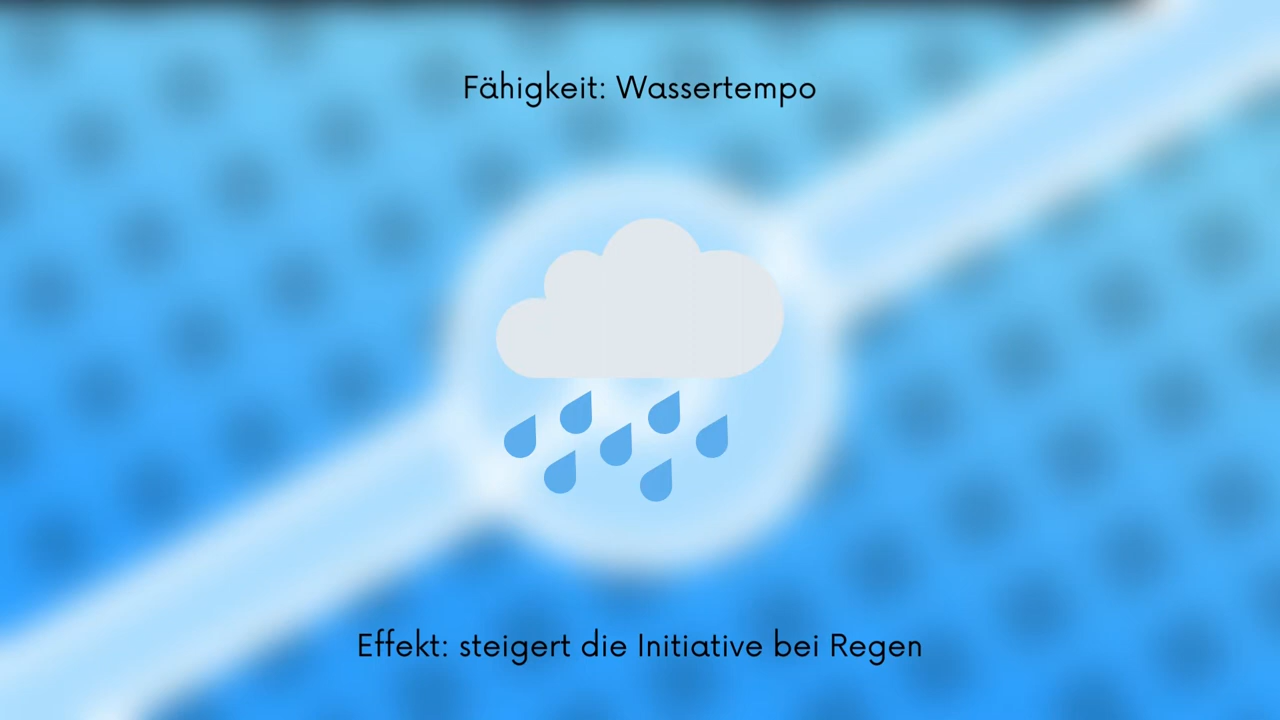 Fähigkeit: Wassertempo
Effekt: steigert die Initiative bei Regen